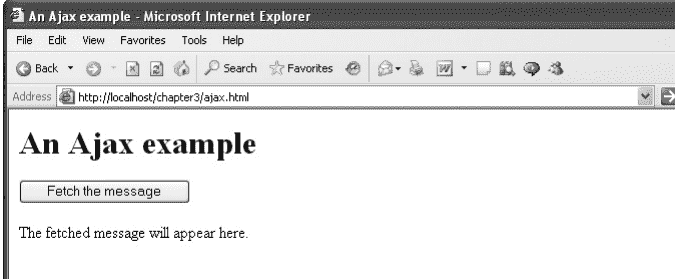 An Ajax example - Microsoft Internet Explorer
File Edit View Favorites Tools Help
Back Search Favorites
Address http://localhost/chapter3/ajax.html
An Ajax example
Fetch the message
The fetched message will appear here.